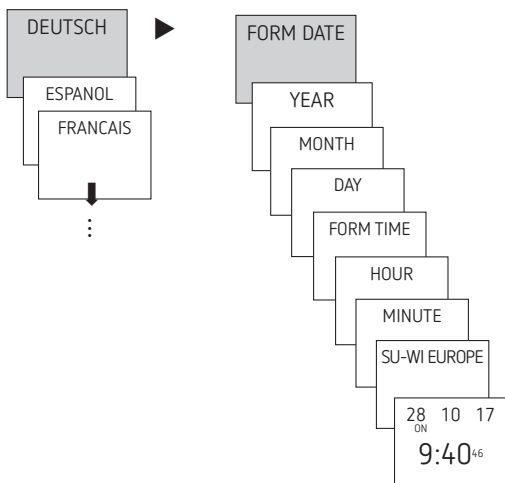 DEUTSCH
ESPANOL
FRANCAIS
FORM DATE
YEAR
MONTH
DAY
FORM TIME
HOUR
MINUTE
SU-WI EUROPE
28 10 17
ON
9:40 46